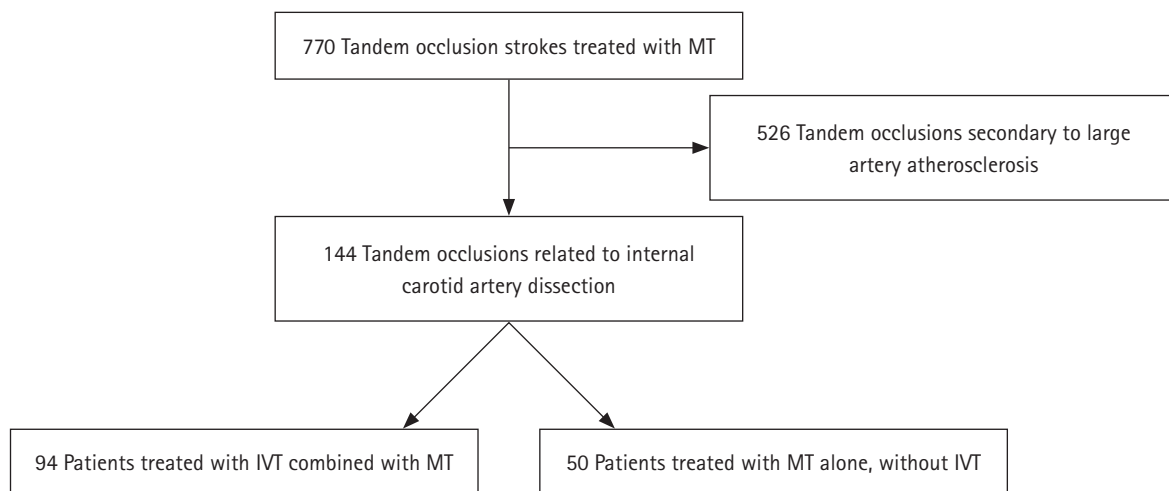 770 Tandem occlusion strokes treated with MT
526 Tandem occlusions secondary to large
artery atherosclerosis
144 Tandem occlusions related to internal
carotid artery dissection
94 Patients treated with IVT combined with MT
50 Patients treated with MT alone, without IVT